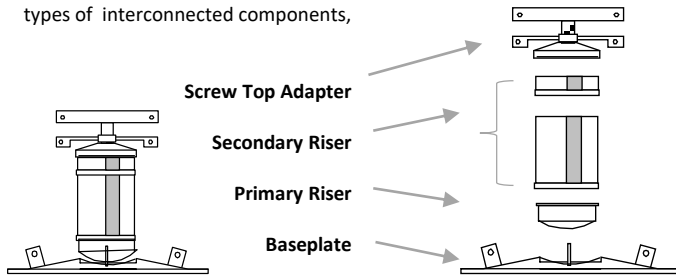 types of interconnected components,
Screw Top Adapter
Secondary Riser
Primary Riser
Baseplate